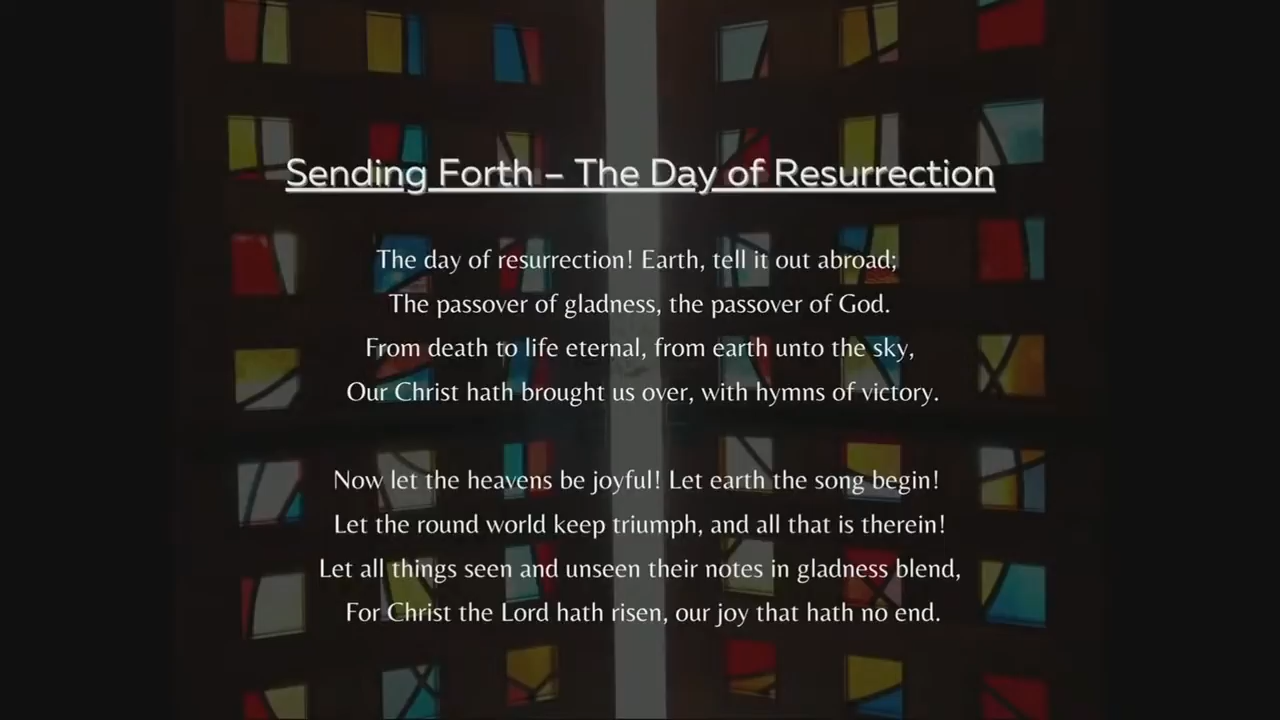 Sending Forth – The Day of Resurrection
The day of resurrection! Earth, tell it out abroad;
The passover of gladness, the passover of God.
From death to life eternal, from earth unto the sky,
Our Christ hath brought us over, with hymns of victory.
Now let the heavens be joyful! Let earth the song begin!
Let the round world keep triumph, and all that is therein!
Let all things seen and unseen their notes in gladness blend,
For Christ the Lord hath risen, our joy that hath no end.